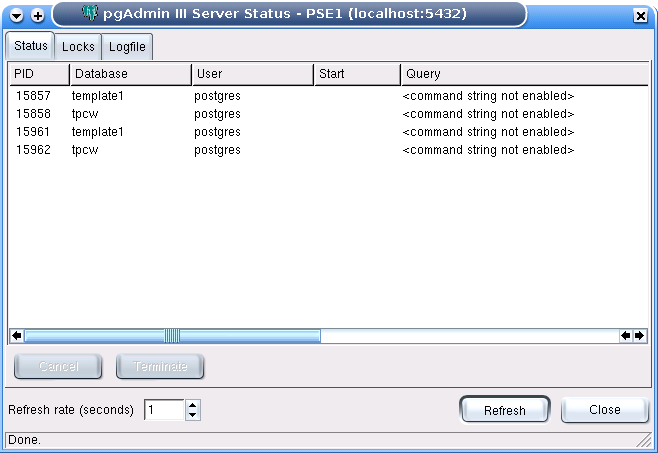 pgAdmin III Server Status - PSE1 (localhost:5432)
Status Locks Logfile
PID Database User Start Query
15857 template1 postgres <command string not enabled>
15858 tpcw postgres <command string not enabled>
15961 template1 postgres <command string not enabled>
15962 tpcw postgres <command string not enabled>
Cancel Terminate
Refresh rate (seconds) 1 Refresh Close
Done.